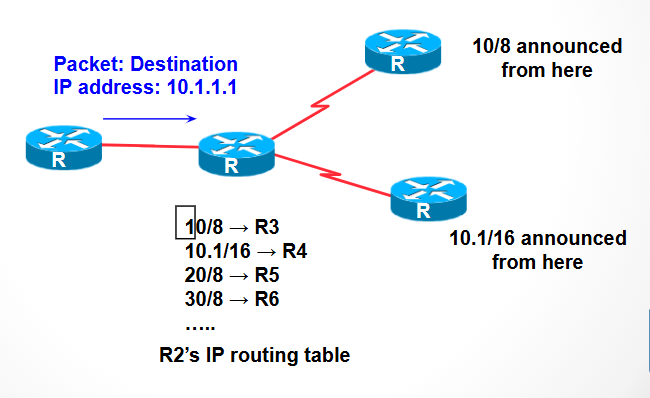 Packet: Destination
IP address: 10.1.1.1
R
10/8 announced
from here
R
R
R
10.1/16 announced
from here
10/8 → R3
10.1/16 → R4
20/8 → R5
30/8 → R6
…..
R2’s IP routing table